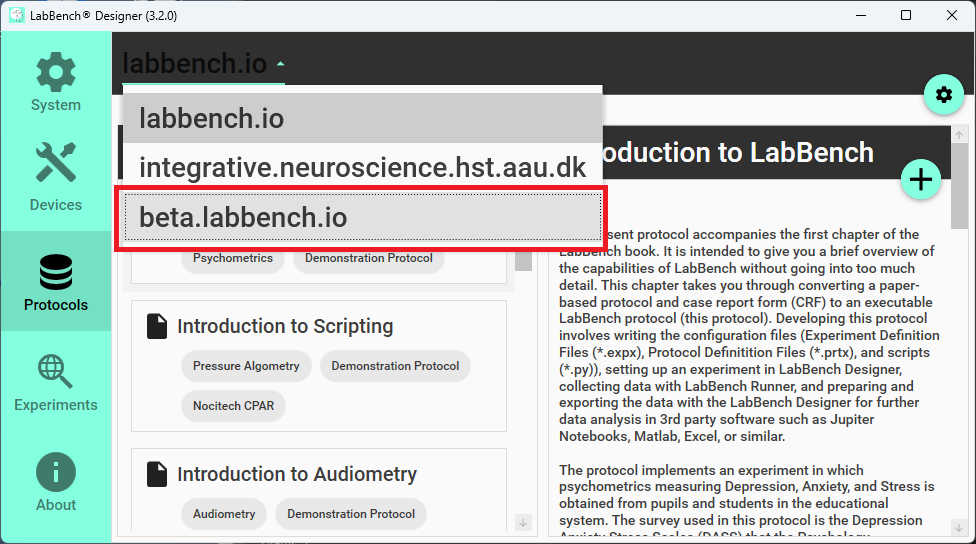 LabBench® Designer (3.2.0)
System
Devices
Protocols
Experiments
About
labbench.io
labbench.io
integrative.neuroscience.hst.aau.dk
beta.labbench.io
Psychometrics
Demonstration Protocol
Introduction to Scripting
Pressure Algometry
Demonstration Protocol
Nocitech CPAR
Introduction to Audiometry
Audiometry
Demonstration Protocol
oduction to LabBench
sent protocol accompanies the first chapter of the
LabBench book. It is intended to give you a brief overview of
the capabilities of LabBench without going into too much
detail. This chapter takes you through converting a paper-
based protocol and case report form (CRF) to an executable
LabBench protocol (this protocol). Developing this protocol
involves writing the configuration files (Experiment Definition
Files (*.expx), Protocol Definitition Files (*.prtx), and scripts
(*.py)), setting up an experiment in LabBench Designer,
collecting data with LabBench Runner, and preparing and
exporting the data with the LabBench Designer for further
data analysis in 3rd party software such as Jupiter
Notebooks, Matlab, Excel, or similar.
The protocol implements an experiment in which
psychometrics measuring Depression, Anxiety, and Stress is
obtained from pupils and students in the educational
system. The survey used in this protocol is the Depression
Anxiety Stress Scales (DASS) that the Psychology